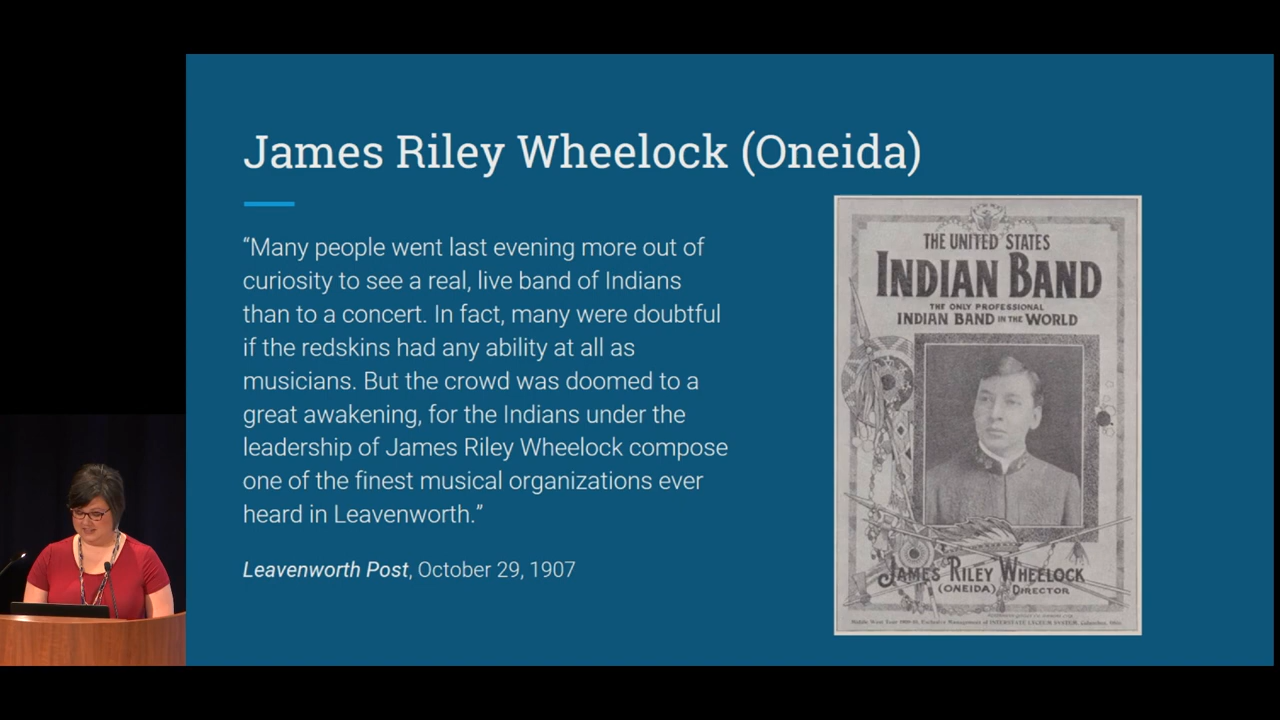 James Riley Wheelock (Oneida)
“Many people went last evening more out of
curiosity to see a real, live band of Indians
than to a concert. In fact, many were doubtful
if the redskins had any ability at all as
musicians. But the crowd was doomed to a
great awakening, for the Indians under the
leadership of James Riley Wheelock compose
one of the finest musical organizations ever
heard in Leavenworth.”
Leavenworth Post, October 29, 1907
THE UNITED STATES
INDIAN BAND
THE ONLY PROFESSIONAL
INDIAN BAND IN THE WORLD
JAMES RILEY WHEELOCK
(ONEIDA) DIRECTOR